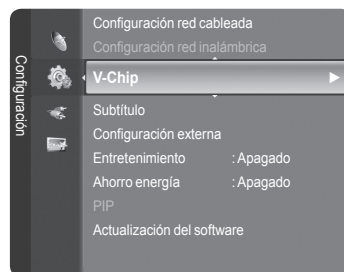 Configuración
Configuración red cableada
Configuración red inalámbrica
V-Chip
Subtítulo
Configuración externa
Entretenimiento : Apagado
Ahorro energía : Apagado
PIP
Actualización del software